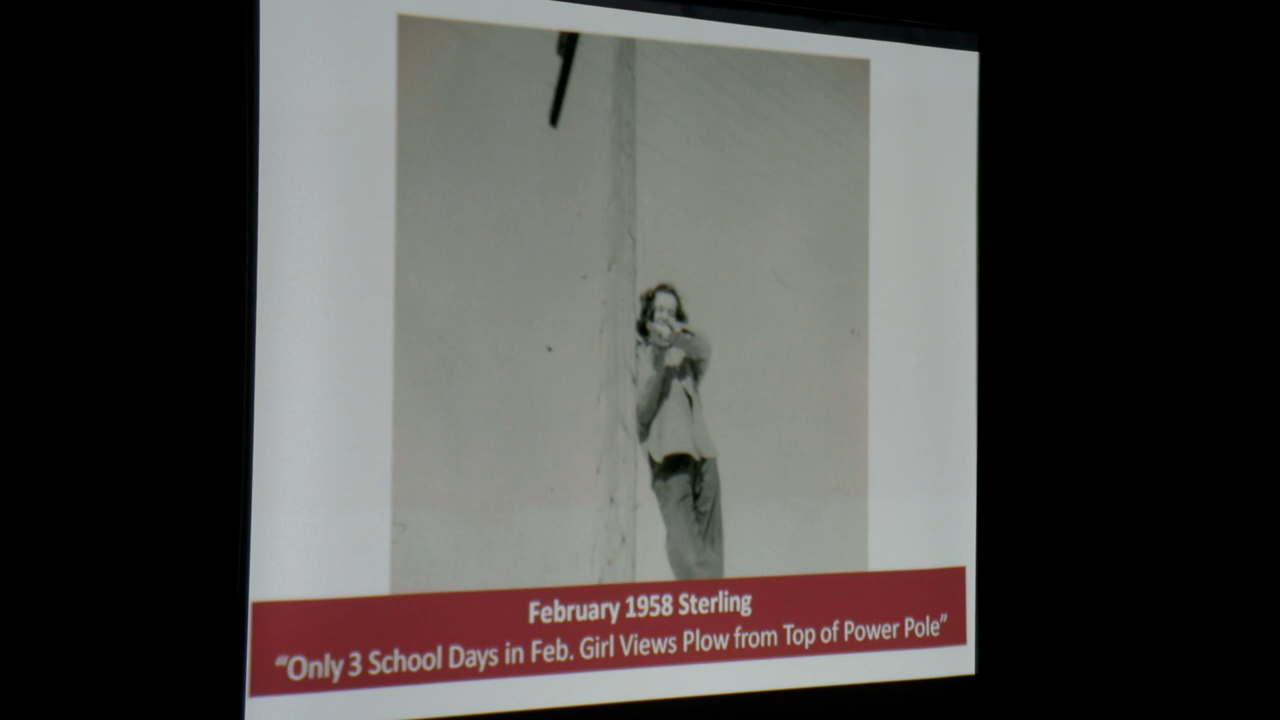 February 1958 Sterling
“Only 3 School Days in Feb. Girl Views Plow from Top of Power Pole”